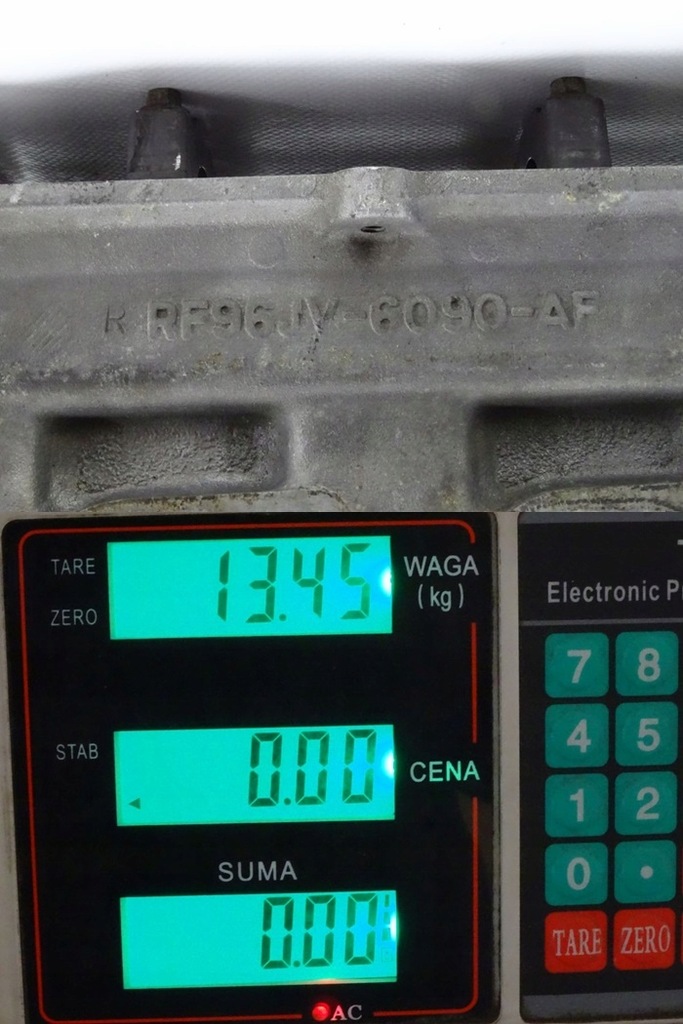 R RF96JV-6090-AF
TARE
13.45
WAGA
(kg)
ZERO
STAB
0.00
CENA
SUMA
0.00
AC
Electronic
7 8
4 5
1 2
0 .
TARE ZERO